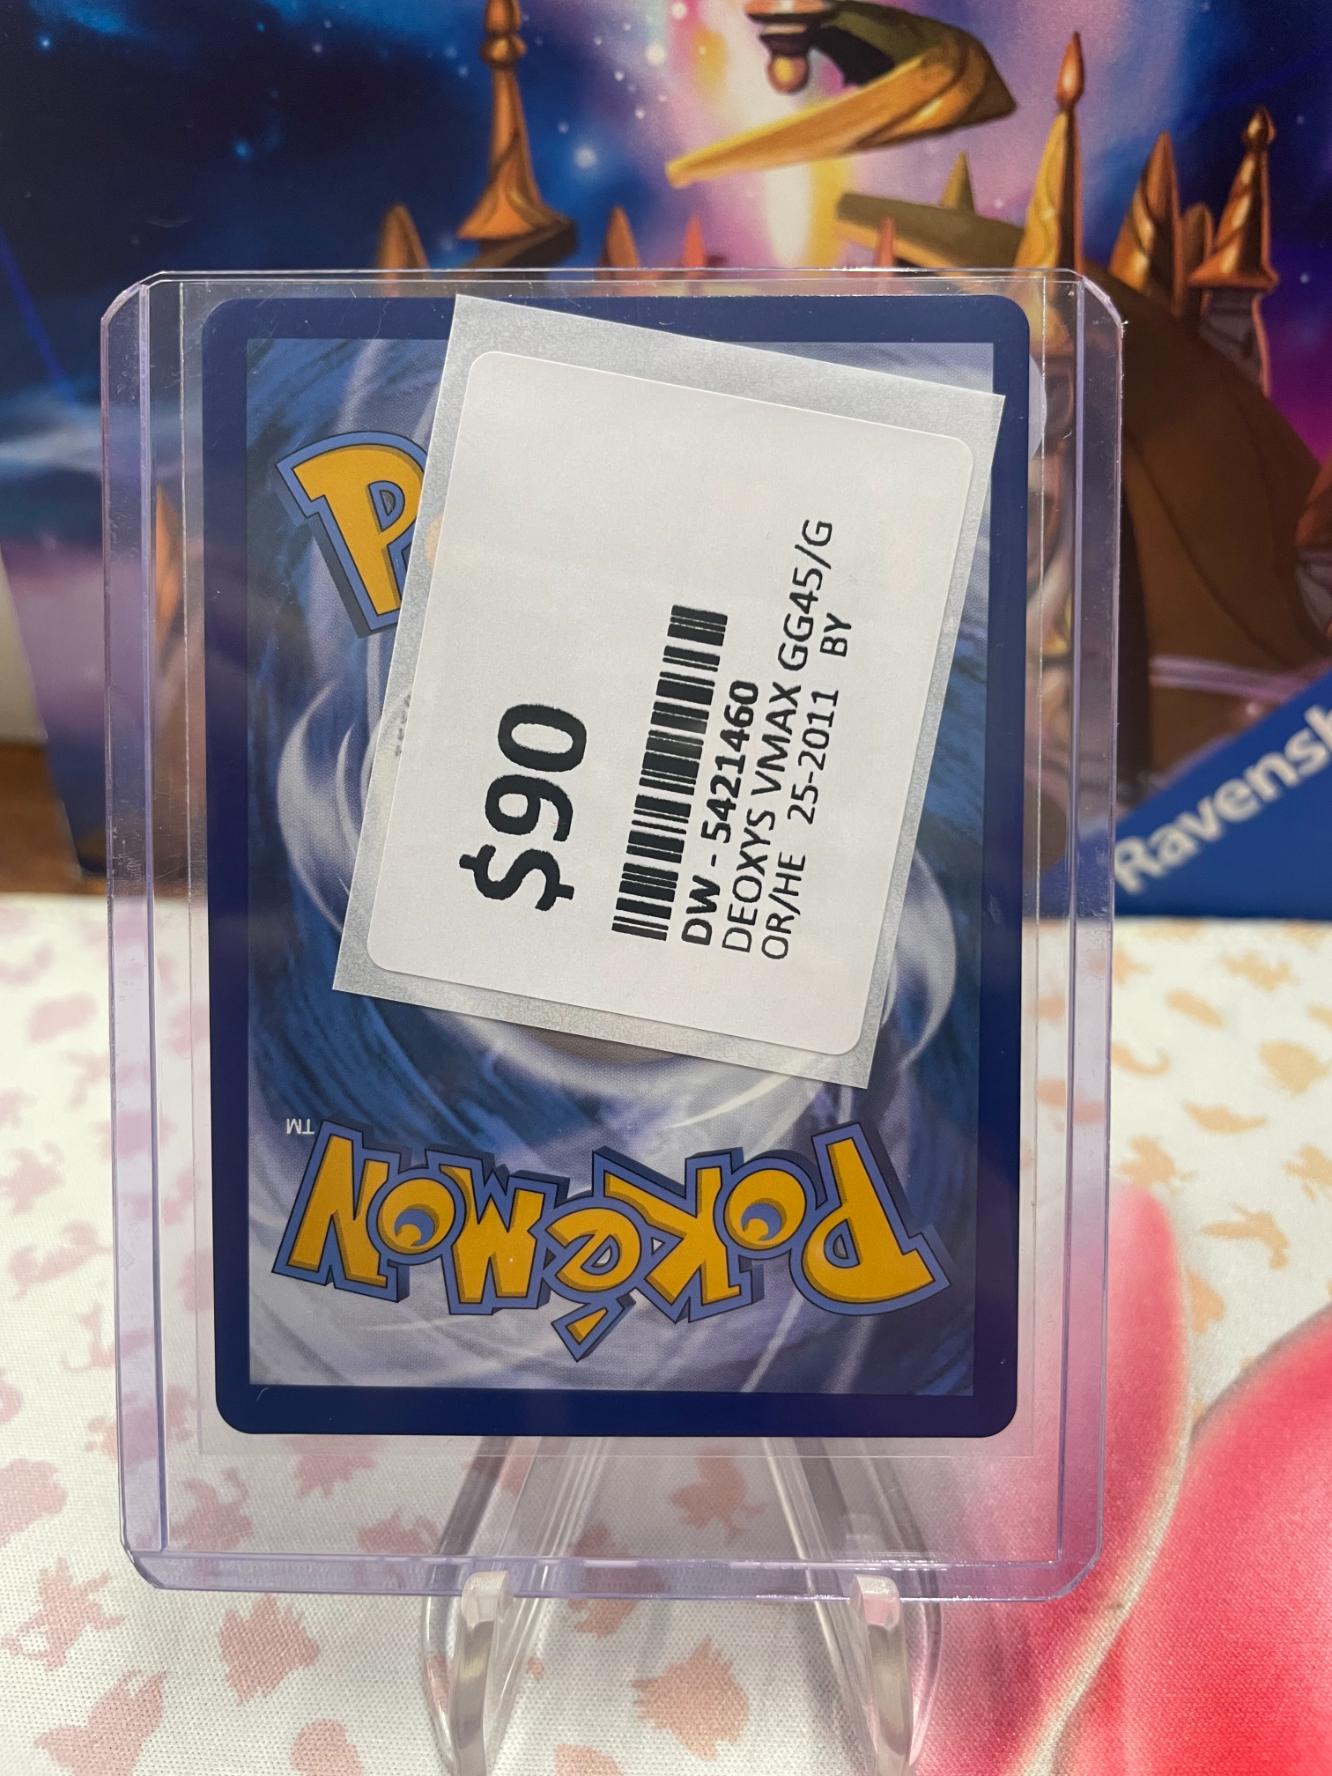 P
$90
DW - 5421460
DEOXYS VMAX GG45/G
OR/HE 25-2011 BY
Pokémon
TM
Ravensb